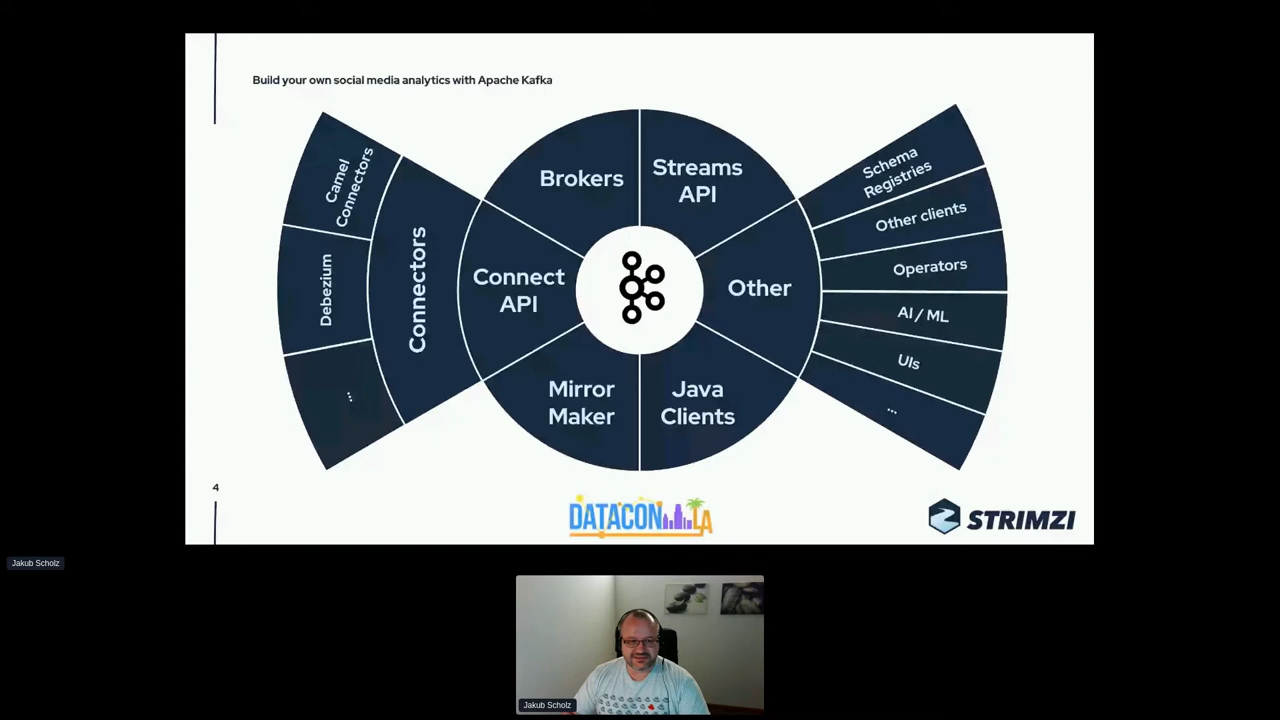 Build your own social media analytics with Apache Kafka
Camel
Connectors
Debezium
...
Connectors
Brokers
Streams
API
Connect
API
Other
Mirror
Maker
Java
Clients
Schema
Registries
Other clients
Operators
AI / ML
UIs
...
4
DATACON LA
STRIMZI
Jakub Scholz
Jakub Scholz